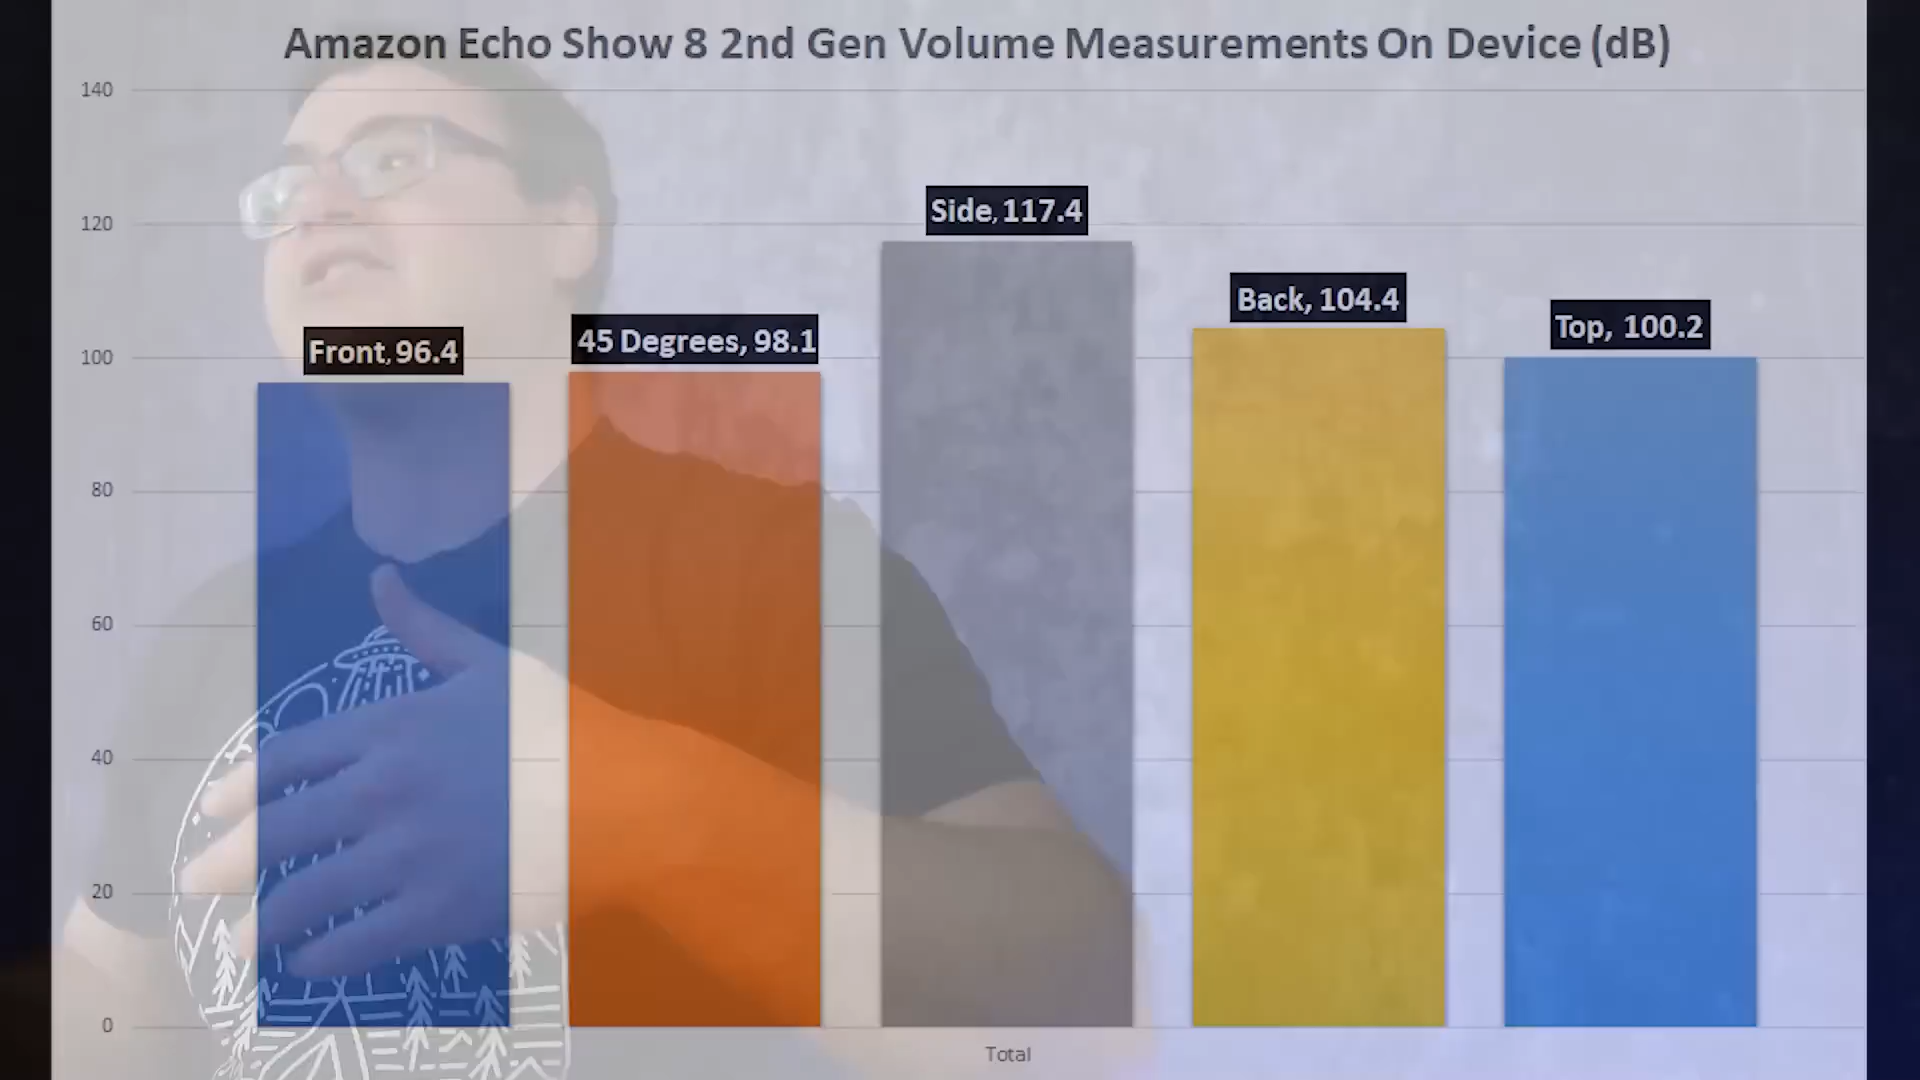 Amazon Echo Show 8 2nd Gen Volume Measurements On Device (dB)
140
120
100
80
60
40
20
0
Front, 96.4
45 Degrees, 98.1
Side, 117.4
Back, 104.4
Top, 100.2
Total